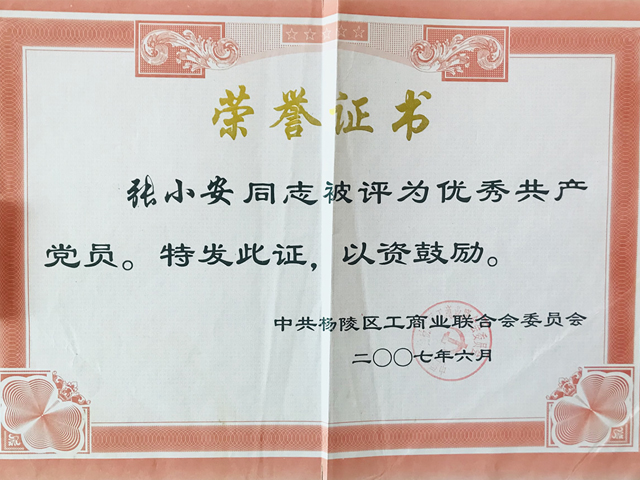 荣誉证书
张小安同志被评为优秀共产
党员。特发此证，以资鼓励。
中共杨陵区工商业联合会委员会
二〇〇七年六月